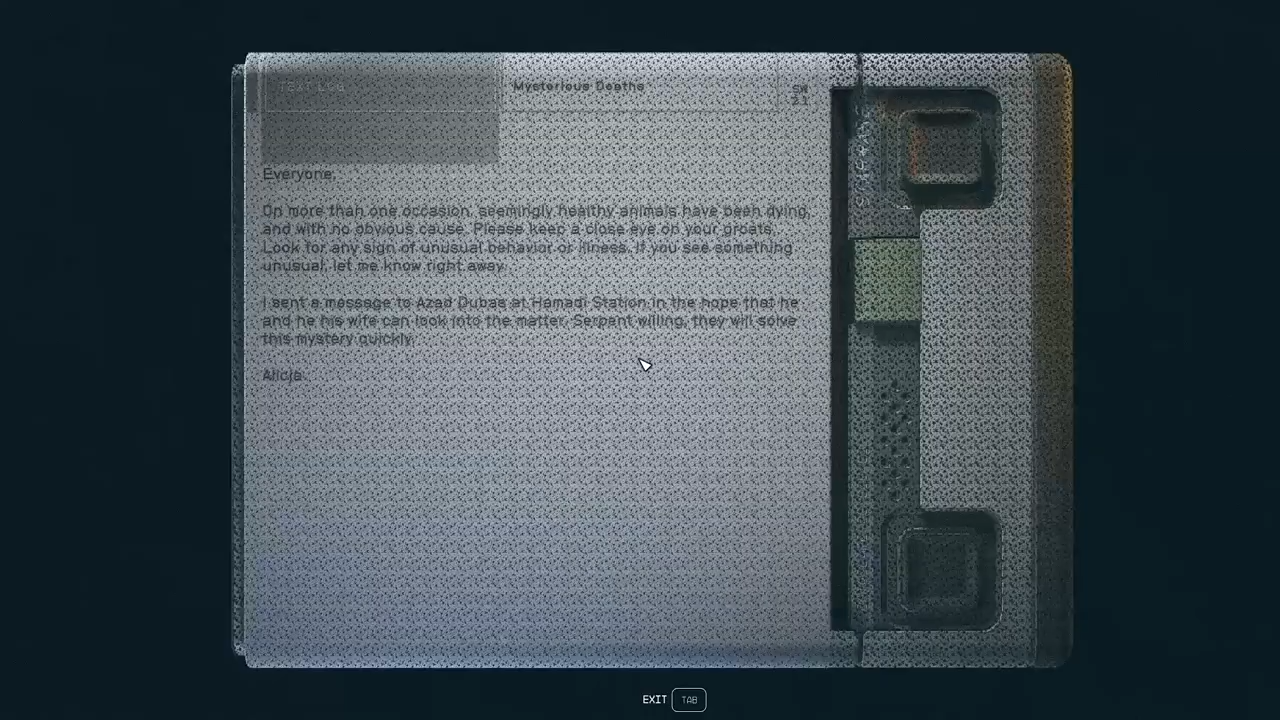 TEXT LOG
Mysterious Deaths
SW
21
Everyone,
On more than one occasion, seemingly healthy animals have been dying,
and with no obvious cause. Please keep a close eye on your groats.
Look for any sign of unusual behavior or illness. If you see something
unusual, let me know right away.
I sent a message to Azad Dubas at Hamadi Station in the hope that he
and he his wife can look into the matter. Serpent willing, they will solve
this mystery quickly.
Alicja
EXIT TAB